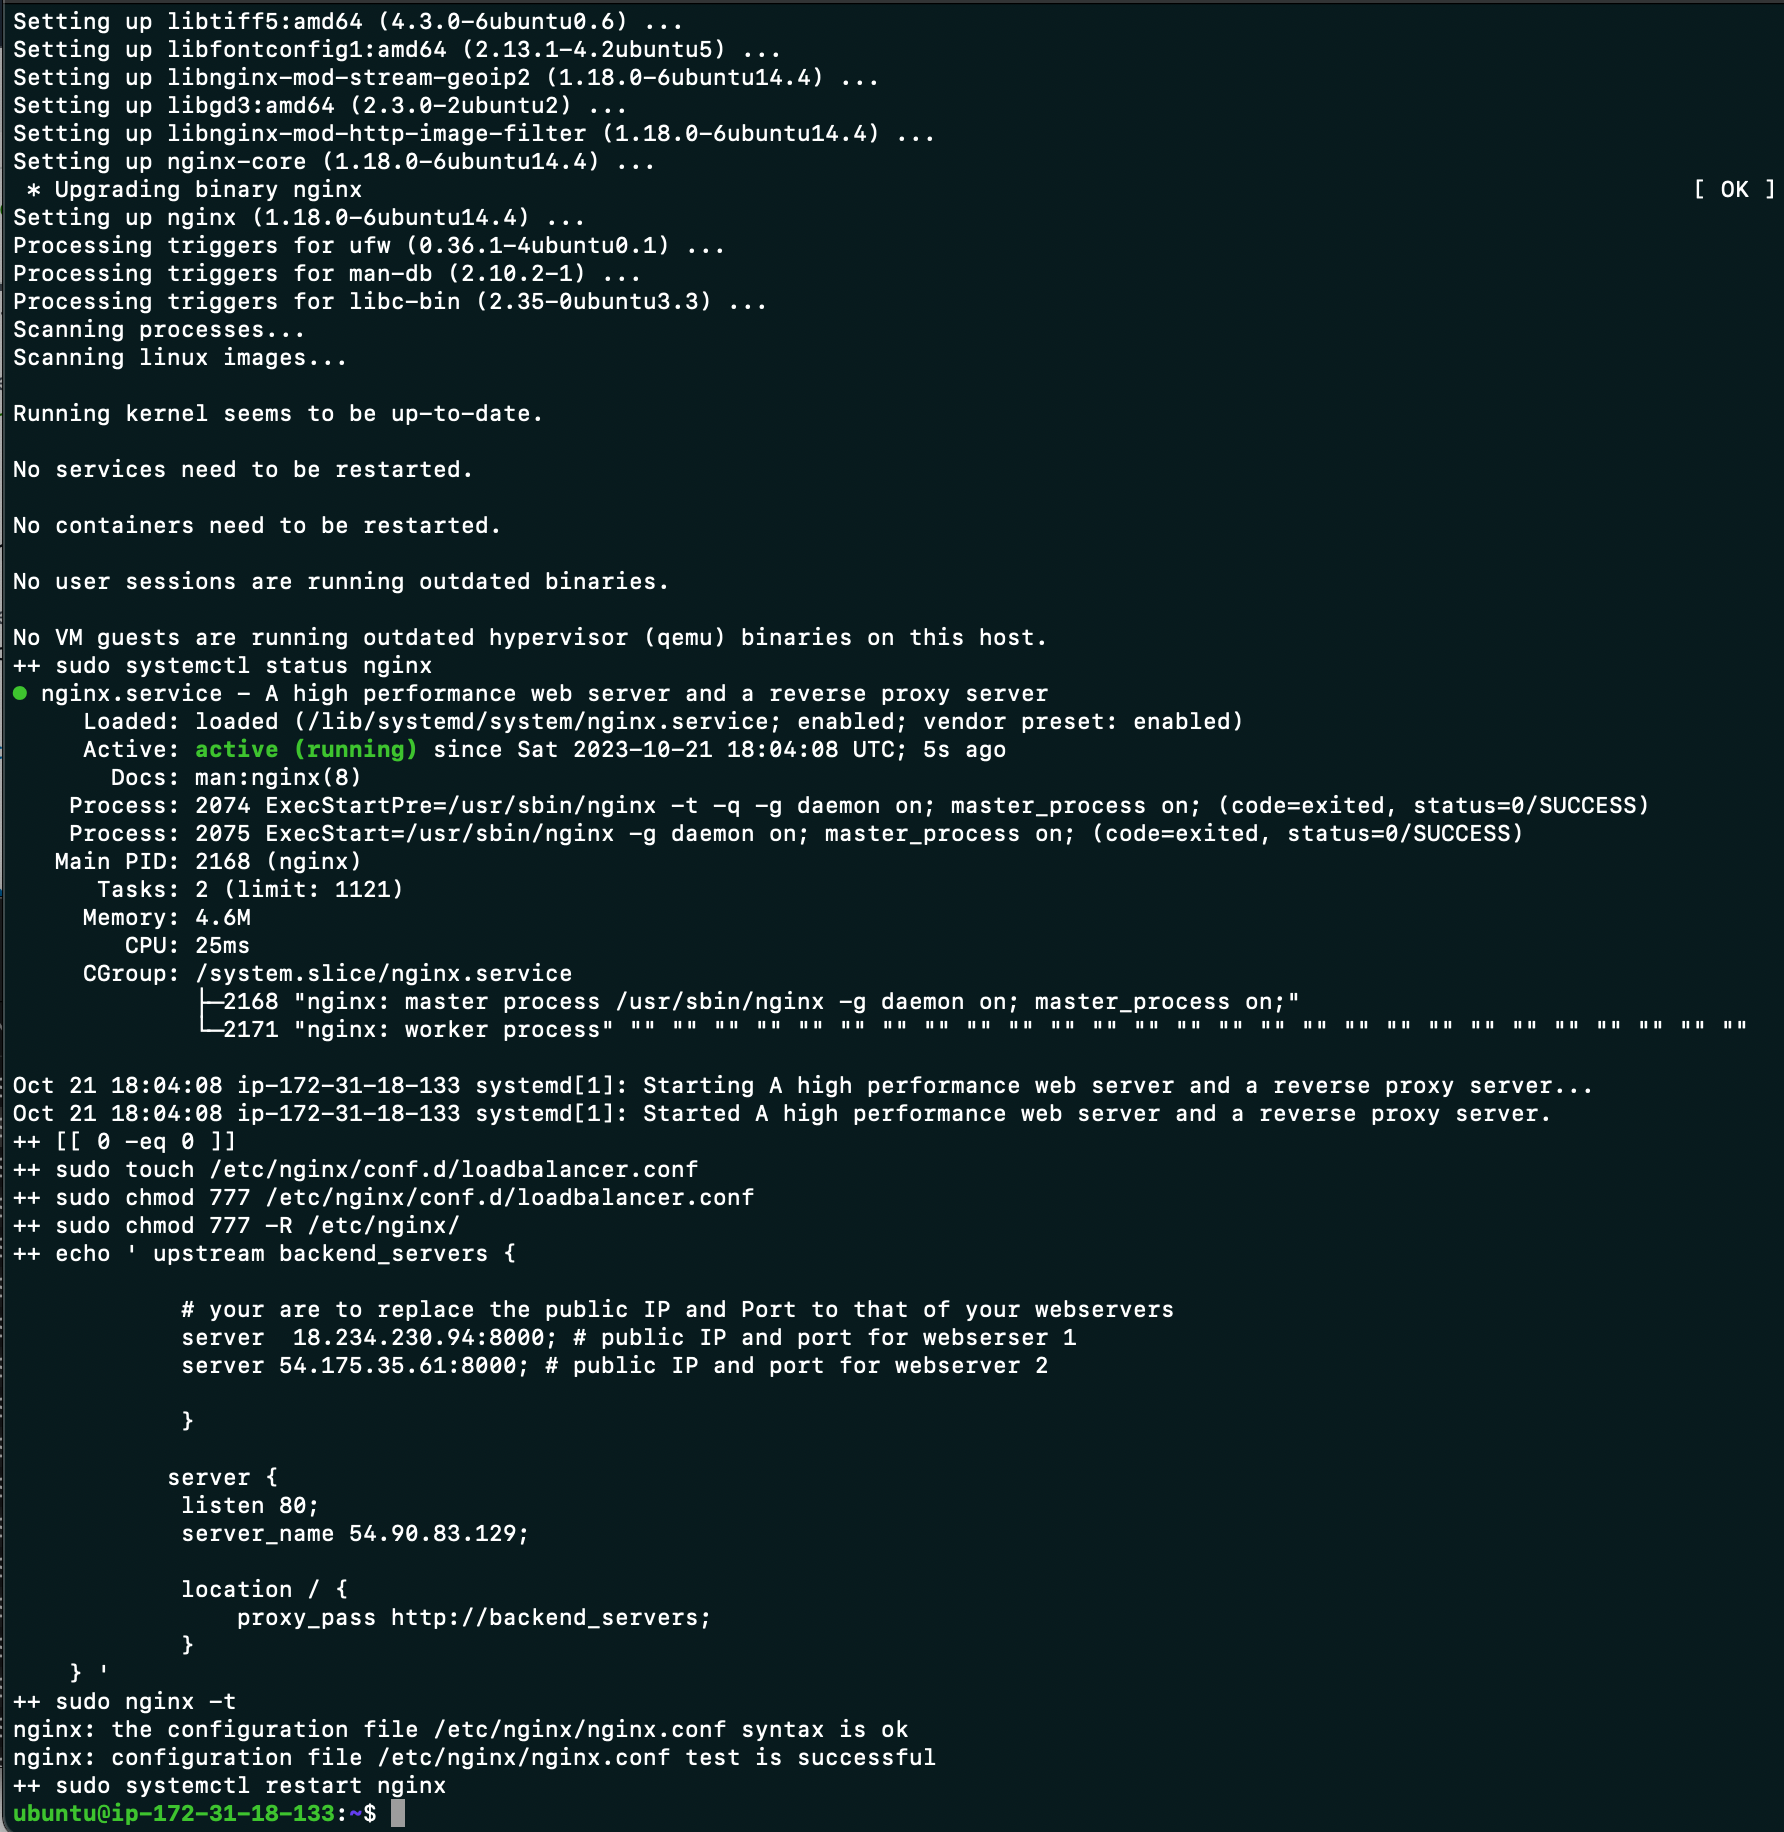 Setting up libtiff5:amd64 (4.3.0-6ubuntu0.6) ...
Setting up libfontconfig1:amd64 (2.13.1-4.2ubuntu5) ...
Setting up libnginx-mod-stream-geoip2 (1.18.0-6ubuntu14.4) ...
Setting up libgd3:amd64 (2.3.0-2ubuntu2) ...
Setting up libnginx-mod-http-image-filter (1.18.0-6ubuntu14.4) ...
Setting up nginx-core (1.18.0-6ubuntu14.4) ...
 * Upgrading binary nginx [ OK ]
Setting up nginx (1.18.0-6ubuntu14.4) ...
Processing triggers for ufw (0.36.1-4ubuntu0.1) ...
Processing triggers for man-db (2.10.2-1) ...
Processing triggers for libc-bin (2.35-0ubuntu3.3) ...
Scanning processes...
Scanning linux images...
Running kernel seems to be up-to-date.
No services need to be restarted.
No containers need to be restarted.
No user sessions are running outdated binaries.
No VM guests are running outdated hypervisor (qemu) binaries on this host.
++ sudo systemctl status nginx
● nginx.service - A high performance web server and a reverse proxy server
     Loaded: loaded (/lib/systemd/system/nginx.service; enabled; vendor preset: enabled)
     Active: active (running) since Sat 2023-10-21 18:04:08 UTC; 5s ago
       Docs: man:nginx(8)
    Process: 2074 ExecStartPre=/usr/sbin/nginx -t -q -g daemon on; master_process on; (code=exited, status=0/SUCCESS)
    Process: 2075 ExecStart=/usr/sbin/nginx -g daemon on; master_process on; (code=exited, status=0/SUCCESS)
   Main PID: 2168 (nginx)
      Tasks: 2 (limit: 1121)
     Memory: 4.6M
        CPU: 25ms
     CGroup: /system.slice/nginx.service
             ├─2168 "nginx: master process /usr/sbin/nginx -g daemon on; master_process on;"
             └─2171 "nginx: worker process" "" "" "" "" "" "" "" "" "" "" "" "" "" "" "" "" "" "" "" "" "" "" "" "" "" "" ""
Oct 21 18:04:08 ip-172-31-18-133 systemd[1]: Starting A high performance web server and a reverse proxy server...
Oct 21 18:04:08 ip-172-31-18-133 systemd[1]: Started A high performance web server and a reverse proxy server.
++ [[ 0 -eq 0 ]]
++ sudo touch /etc/nginx/conf.d/loadbalancer.conf
++ sudo chmod 777 /etc/nginx/conf.d/loadbalancer.conf
++ sudo chmod 777 -R /etc/nginx/
++ echo ' upstream backend_servers {
            # your are to replace the public IP and Port to that of your webservers
            server  18.234.230.94:8000; # public IP and port for webserser 1
            server 54.175.35.61:8000; # public IP and port for webserver 2
            }
           server {
            listen 80;
            server_name 54.90.83.129;
            location / {
                proxy_pass http://backend_servers;
            }
    } '
++ sudo nginx -t
nginx: the configuration file /etc/nginx/nginx.conf syntax is ok
nginx: configuration file /etc/nginx/nginx.conf test is successful
++ sudo systemctl restart nginx
ubuntu@ip-172-31-18-133:~$